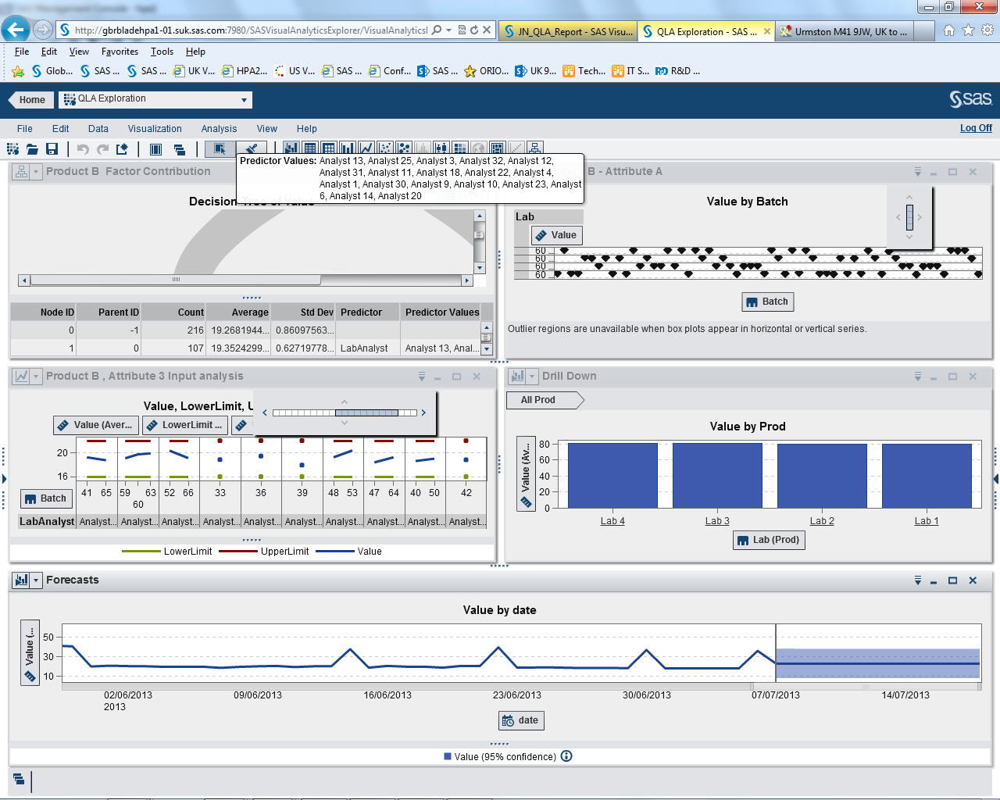 http://gbrbladehpa1-01.suk.sas.com:7980/SASVisualAnalyticsExplorer/VisualAnalyticsl
JN_QLA_Report - SAS Visu...
QLA Exploration - SAS ...
Urmston M41 9JW, UK to ...
File Edit View Favorites Tools Help
Glob... SAS ... SAS ... UK V... HPA2... US V... SAS ... Conf... SAS ... ORIO... UK 9... Tech... IT S... R&D ...
Home
QLA Exploration
sas
File Edit Data Visualization Analysis View Help
Log Off
Predictor Values: Analyst 13, Analyst 25, Analyst 3, Analyst 32, Analyst 12,
Analyst 31, Analyst 11, Analyst 18, Analyst 22, Analyst 4,
Analyst 1, Analyst 30, Analyst 9, Analyst 10, Analyst 23, Analyst
6, Analyst 14, Analyst 20
Product B Factor Contribution
Decision Tree of Value
Node ID Parent ID Count Average Std Dev Predictor Predictor Values
0 -1 216 19.2681944... 0.86097563...
1 0 107 19.3524299... 0.62719778... LabAnalyst Analyst 13, Anal...
B - Attribute A
Value by Batch
Lab
Value
60
60
60
60
Batch
Outlier regions are unavailable when box plots appear in horizontal or vertical series.
Product B , Attribute 3 Input analysis
Value, LowerLimit, U
Value (Aver... LowerLimit ...
20
16
41 65 59 63 52 66 33 36 39 48 53 47 64 40 50 42
60
Batch
LabAnalyst Analyst... Analyst... Analyst... Analyst... Analyst... Analyst... Analyst... Analyst... Analyst... Analyst...
LowerLimit UpperLimit Value
Drill Down
All Prod
Value by Prod
Value (Av...
80
60
40
20
0
Lab 4 Lab 3 Lab 2 Lab 1
Lab (Prod)
Forecasts
Value by date
Value (...
50
30
10
02/06/2013 09/06/2013 16/06/2013 23/06/2013 30/06/2013 07/07/2013 14/07/2013
2013
date
Value (95% confidence)